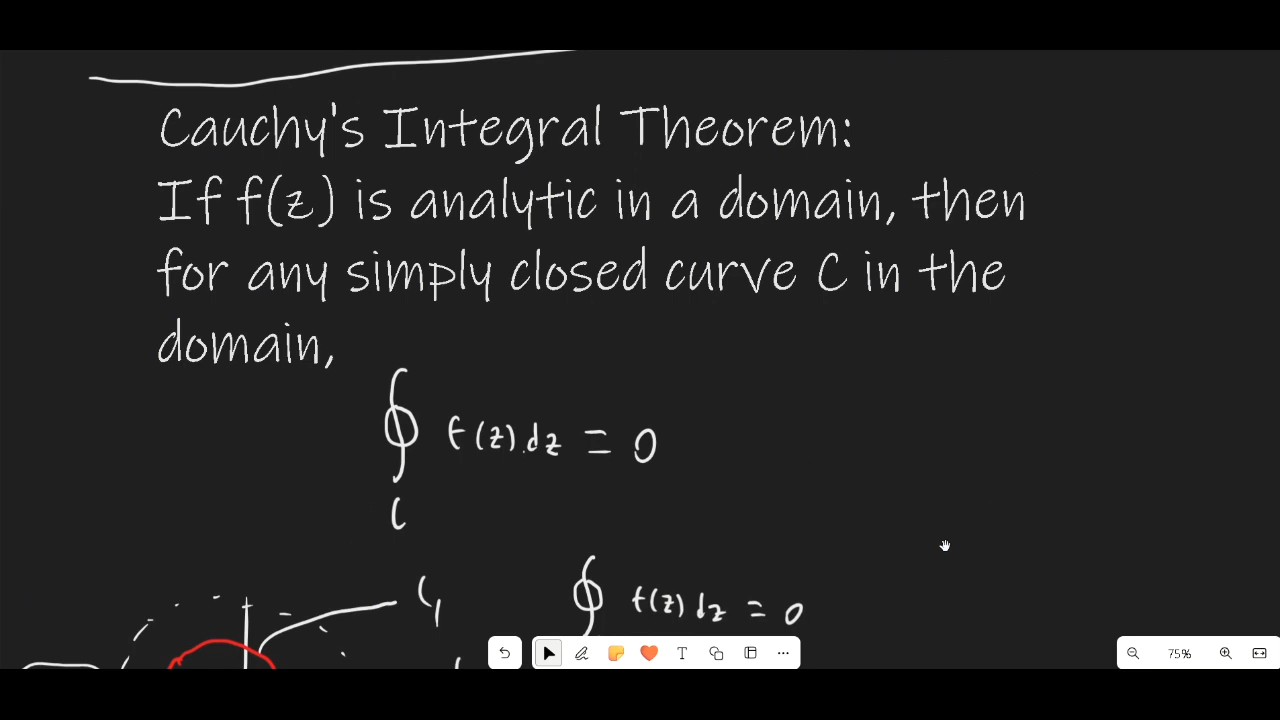 Cauchy's Integral Theorem:
If f(z) is analytic in a domain, then
for any simply closed curve C in the
domain,
∮ f(z).dz = 0
C
C₁
∮ f(z) dz = 0
T
75%